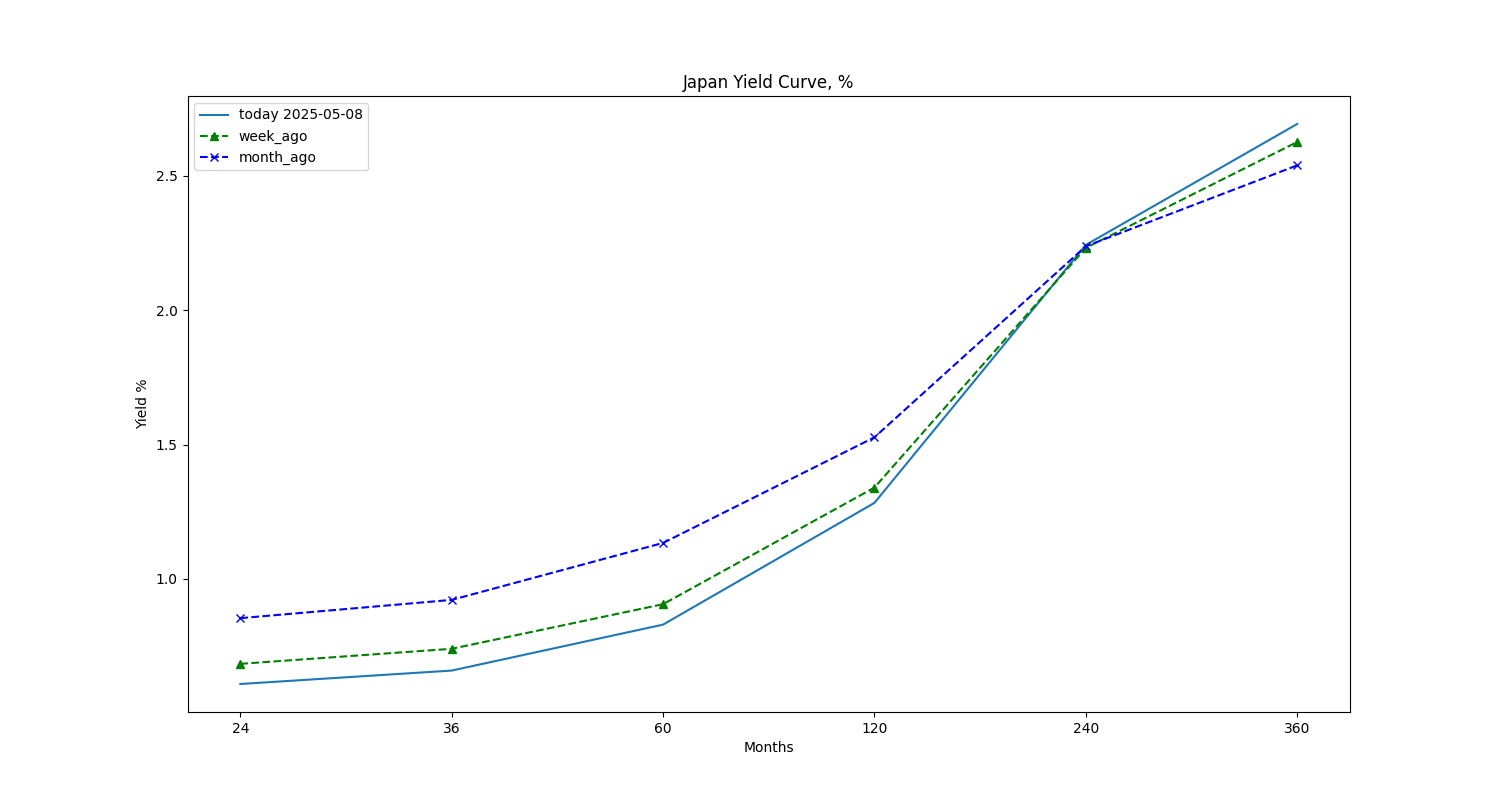 Japan Yield Curve, %
today 2025-05-08
week_ago
month_ago
Yield %
2.5
2.0
1.5
1.0
24 36 60 120 240 360
Months